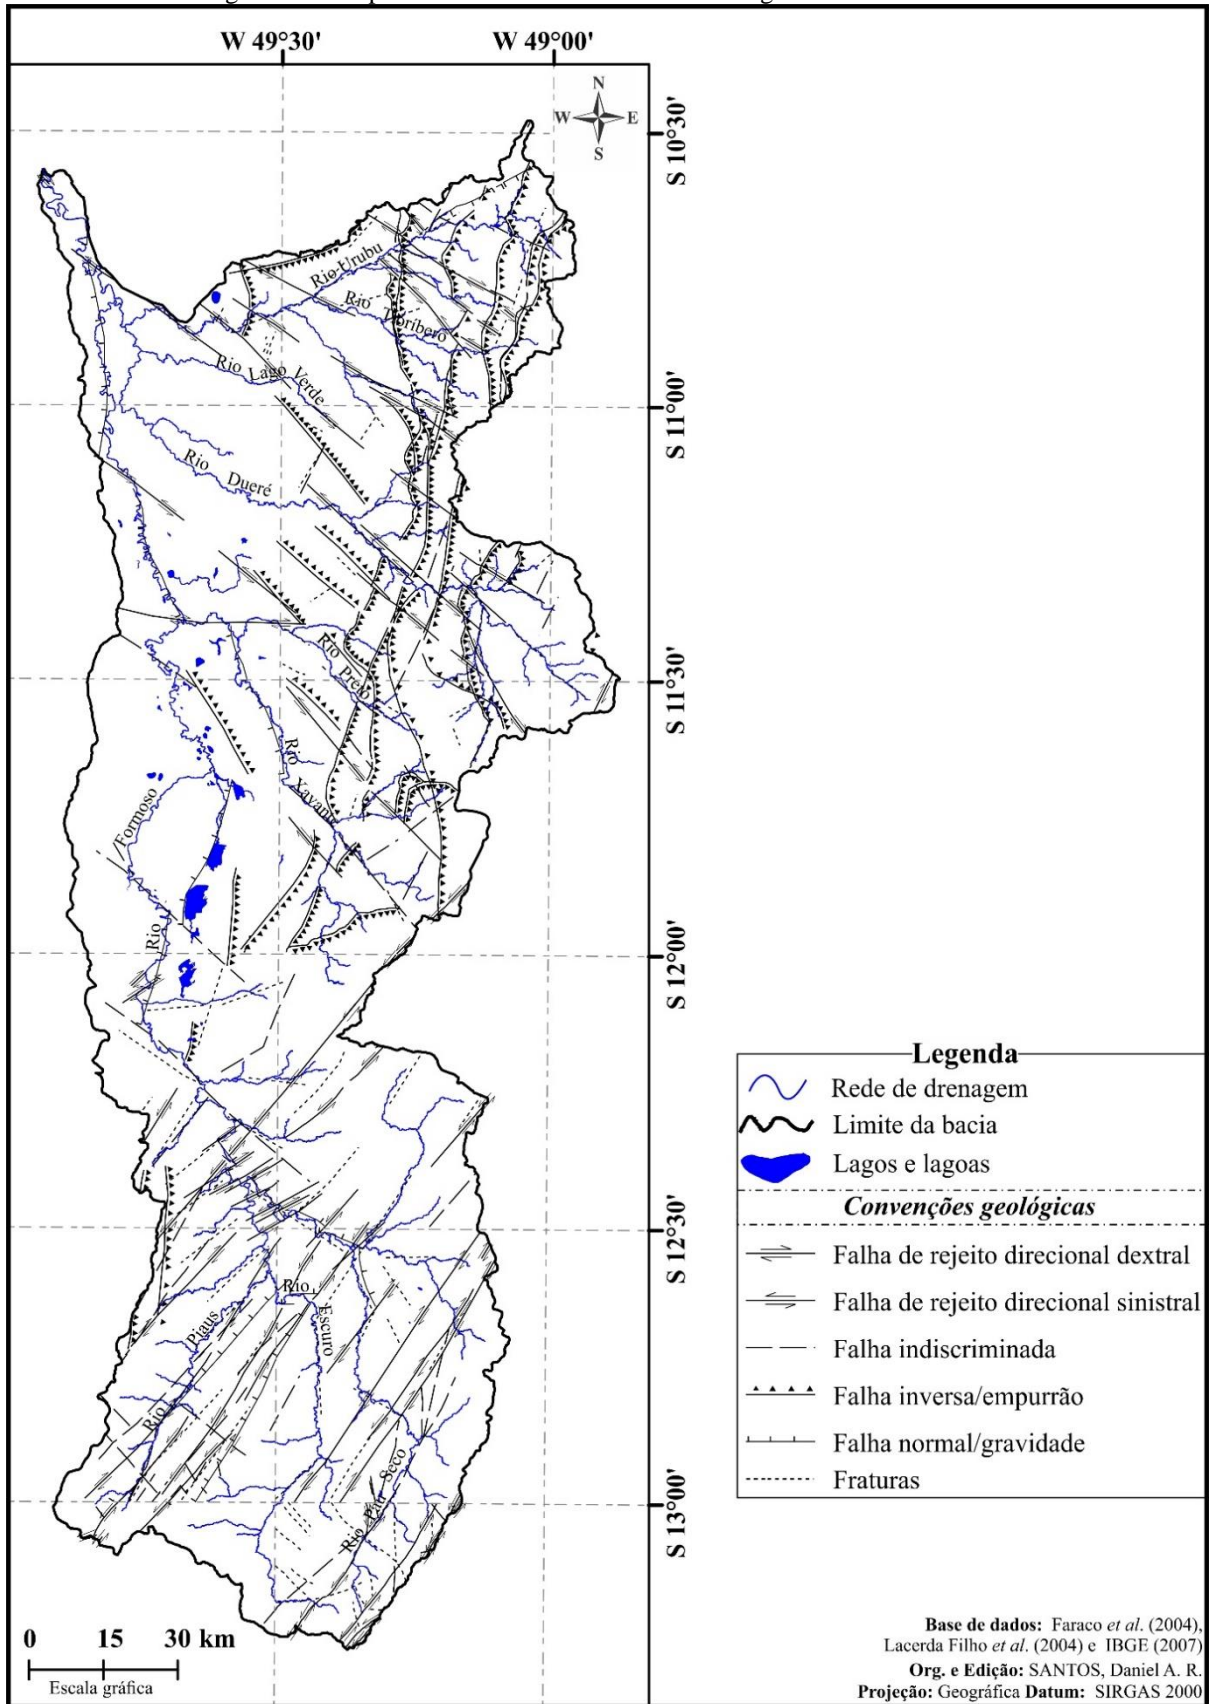 W 49°30'
W 49°00'
N
W
E
S
S 10°30'
Rio Urubu
Rio
Rio Lago Verde
S 11°00'
Rio Dueré
S 11°30'
Rio Preto
Rio Xavante
Rio Formoso
S 12°00'
S 12°30'
Rio Escuro
Rio Piaus
Rio Pau Seco
S 13°00'
Legenda
Rede de drenagem
Limite da bacia
Lagos e lagoas
Convenções geológicas
Falha de rejeito direcional dextral
Falha de rejeito direcional sinistral
Falha indiscriminada
Falha inversa/empurrão
Falha normal/gravidade
Fraturas
0 15 30 km
Escala gráfica
Base de dados: Faraco et al. (2004),
Lacerda Filho et al. (2004) e IBGE (2007)
Org. e Edição: SANTOS, Daniel A. R.
Projeção: Geográfica Datum: SIRGAS 2000